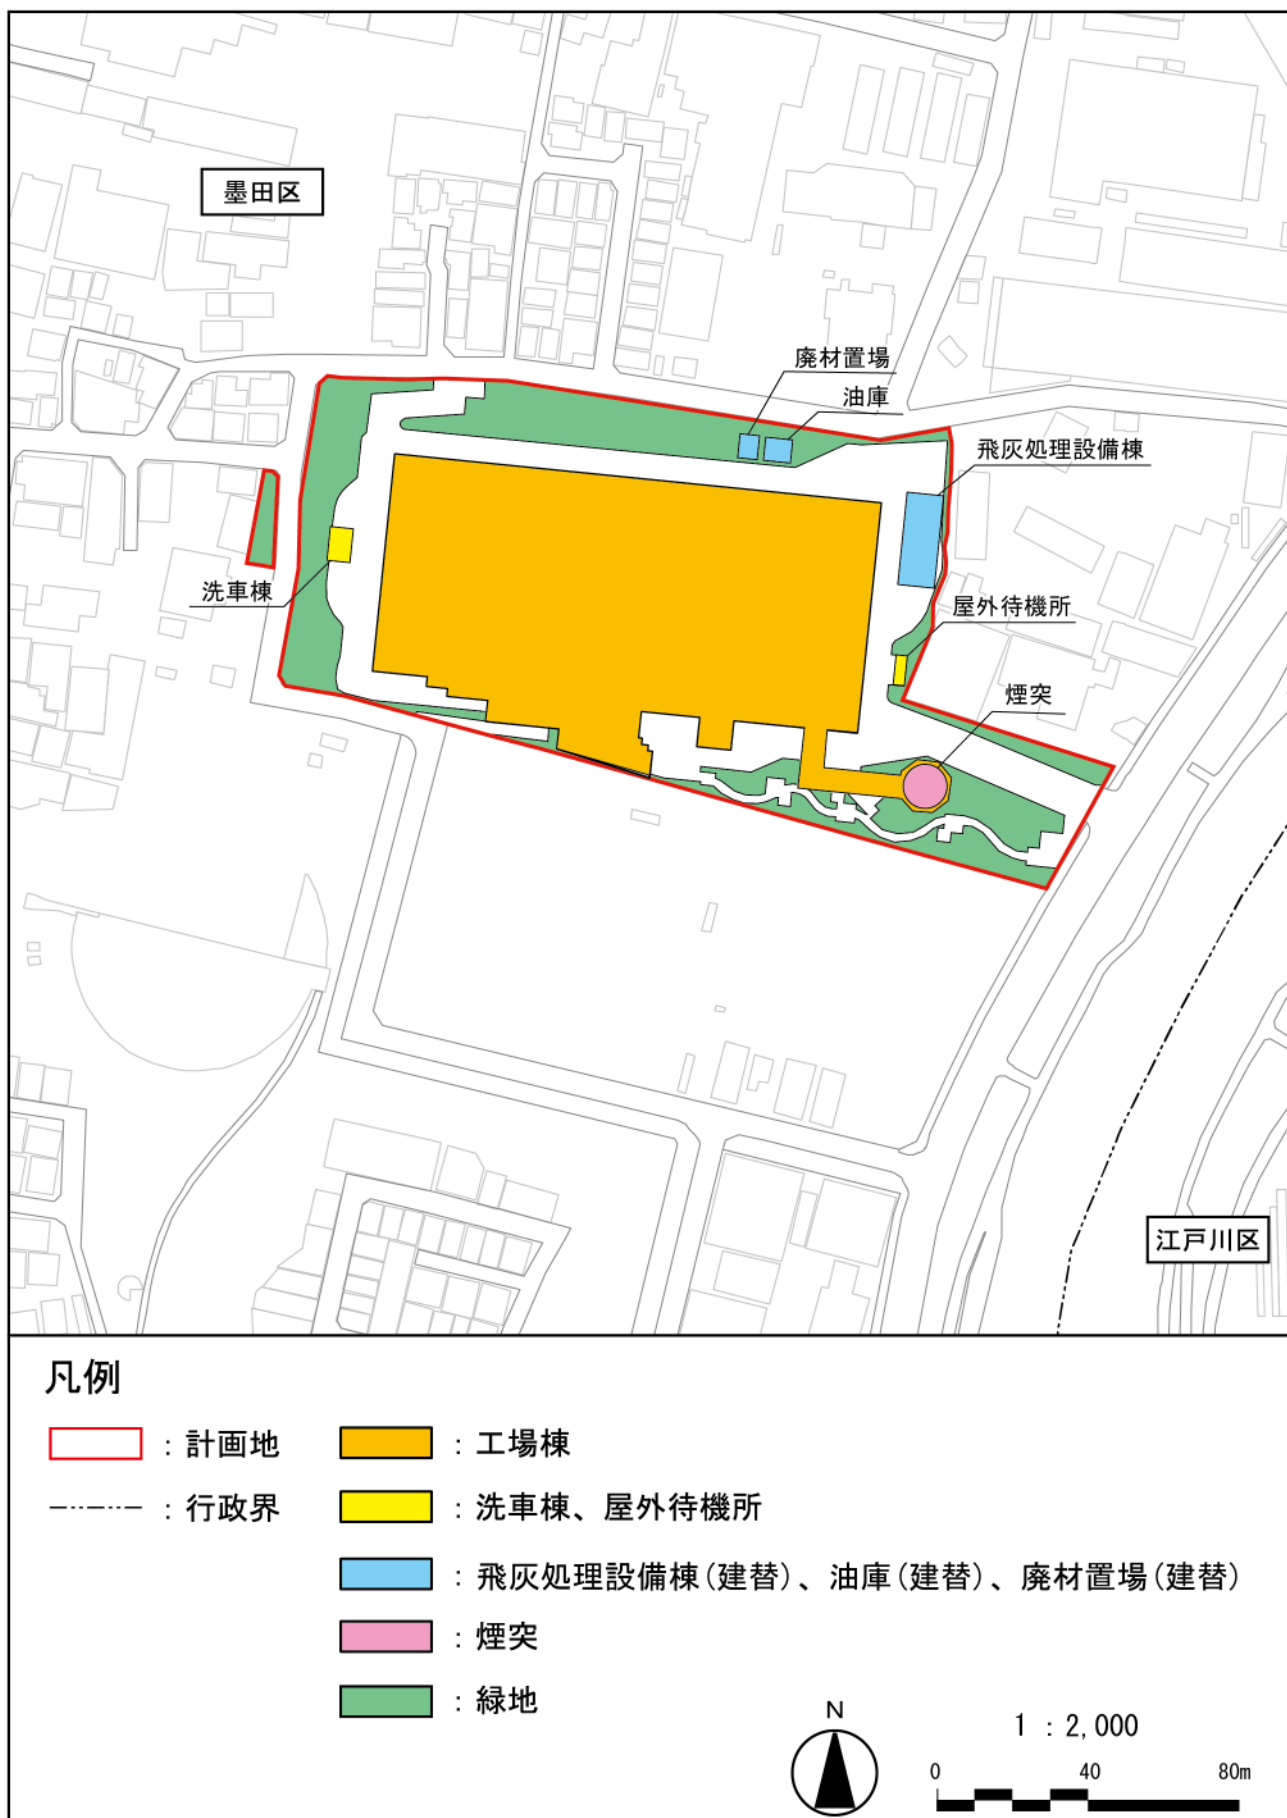 墨田区
廃材置場
油庫
飛灰処理設備棟
洗車棟
屋外待機所
煙突
江戸川区
凡例
：計画地
：工場棟
：行政界
：洗車棟、屋外待機所
：飛灰処理設備棟(建替)、油庫(建替)、廃材置場(建替)
：煙突
：緑地
N
1 : 2,000
0 40 80m